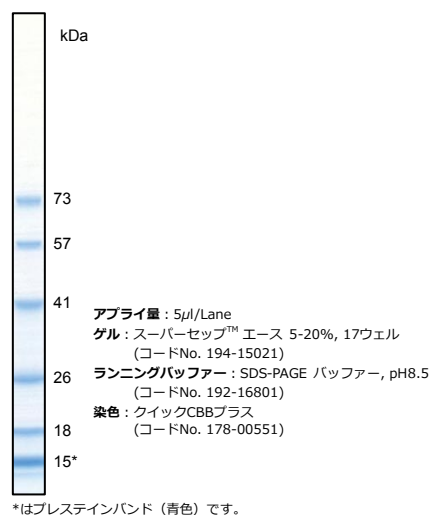 kDa
73
57
41
アプライ量：5μl/Lane
ゲル：スーパーセップ™ エース 5-20%, 17ウェル
(コードNo. 194-15021)
26
ランニングバッファー：SDS-PAGE バッファー, pH8.5
(コードNo. 192-16801)
染色：クイックCBBプラス
18
(コードNo. 178-00551)
15*
*はプレステインバンド（青色）です。